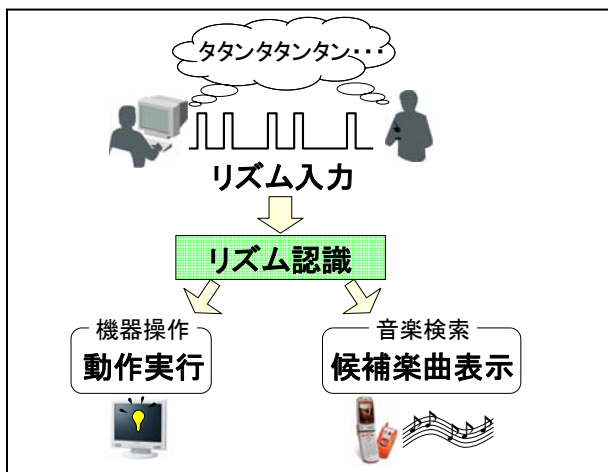 タタンタタンタン・・・
リズム入力
リズム認識
機器操作
動作実行
音楽検索
候補楽曲表示